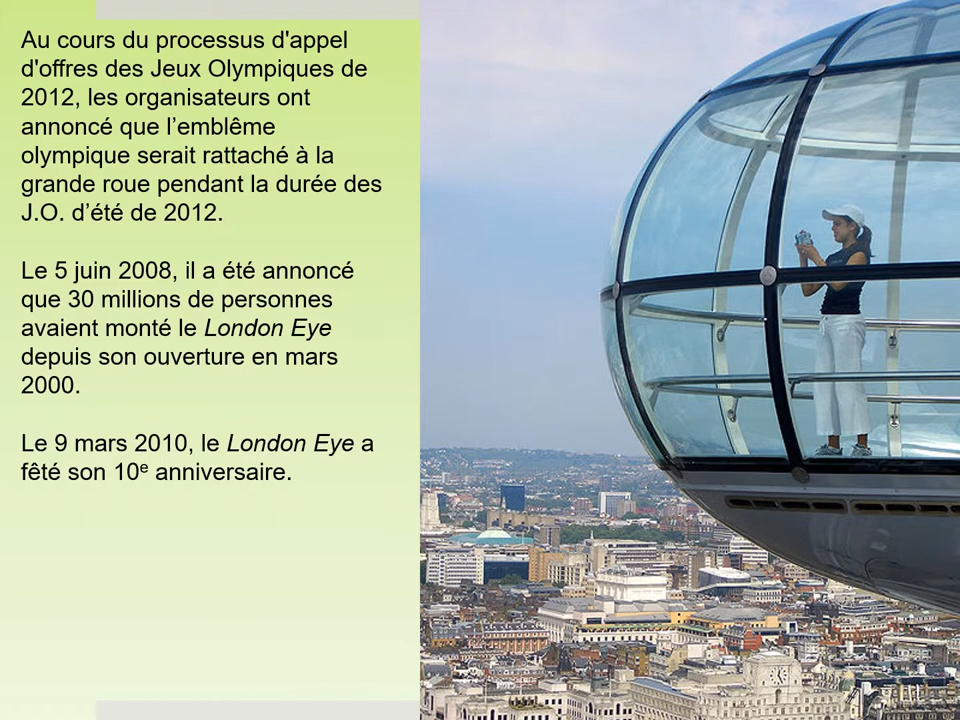 Au cours du processus d'appel
d'offres des Jeux Olympiques de
2012, les organisateurs ont
annoncé que l’emblême
olympique serait rattaché à la
grande roue pendant la durée des
J.O. d’été de 2012.
Le 5 juin 2008, il a été annoncé
que 30 millions de personnes
avaient monté le London Eye
depuis son ouverture en mars
2000.
Le 9 mars 2010, le London Eye a
fêté son 10e anniversaire.